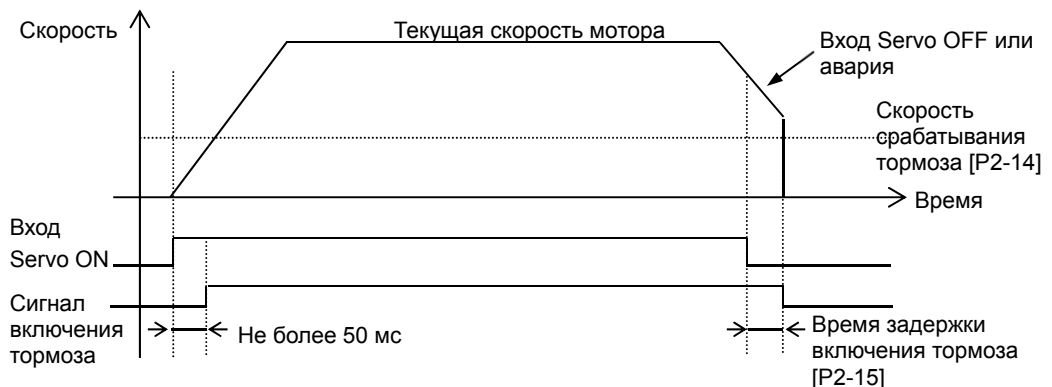 Скорость
Текущая скорость мотора
Вход Servo OFF или
авария
Скорость
срабатывания
тормоза [P2-14]
Время
Вход
Servo ON
Сигнал
включения
тормоза
Не более 50 мс
Время задержки
включения тормоза
[P2-15]